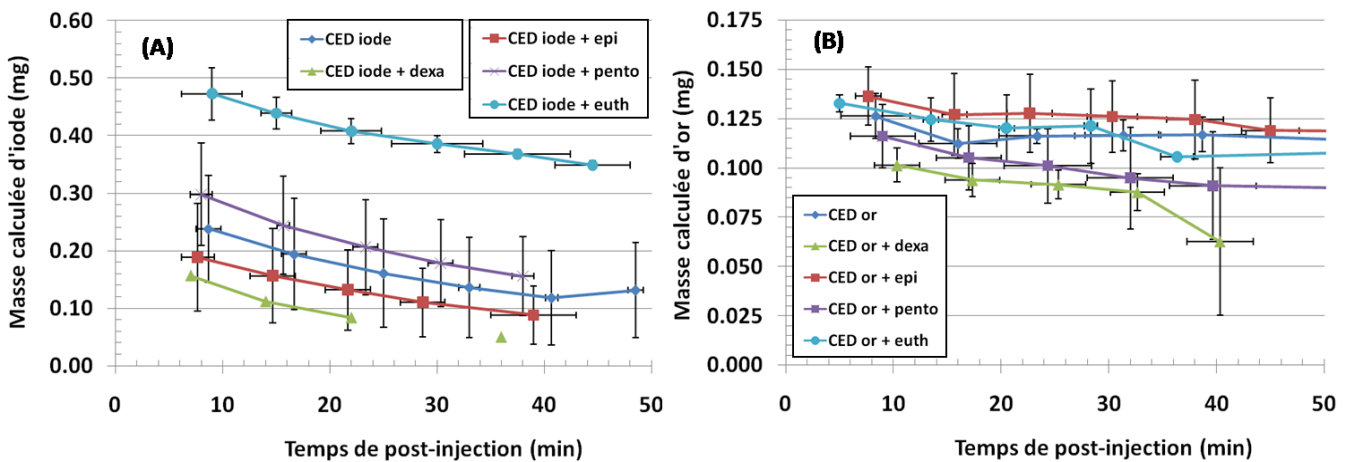 (A)
CED iode
CED iode + dexa
CED iode + epi
CED iode + pento
CED iode + euth
Masse calculée d'iode (mg)
0.60
0.50
0.40
0.30
0.20
0.10
0.00
0 10 20 30 40 50
Temps de post-injection (min)
(B)
Masse calculée d'or (mg)
0.175
0.150
0.125
0.100
0.075
0.050
0.025
0.000
CED or
CED or + dexa
CED or + epi
CED or + pento
CED or + euth
0 10 20 30 40 50
Temps de post-injection (min)